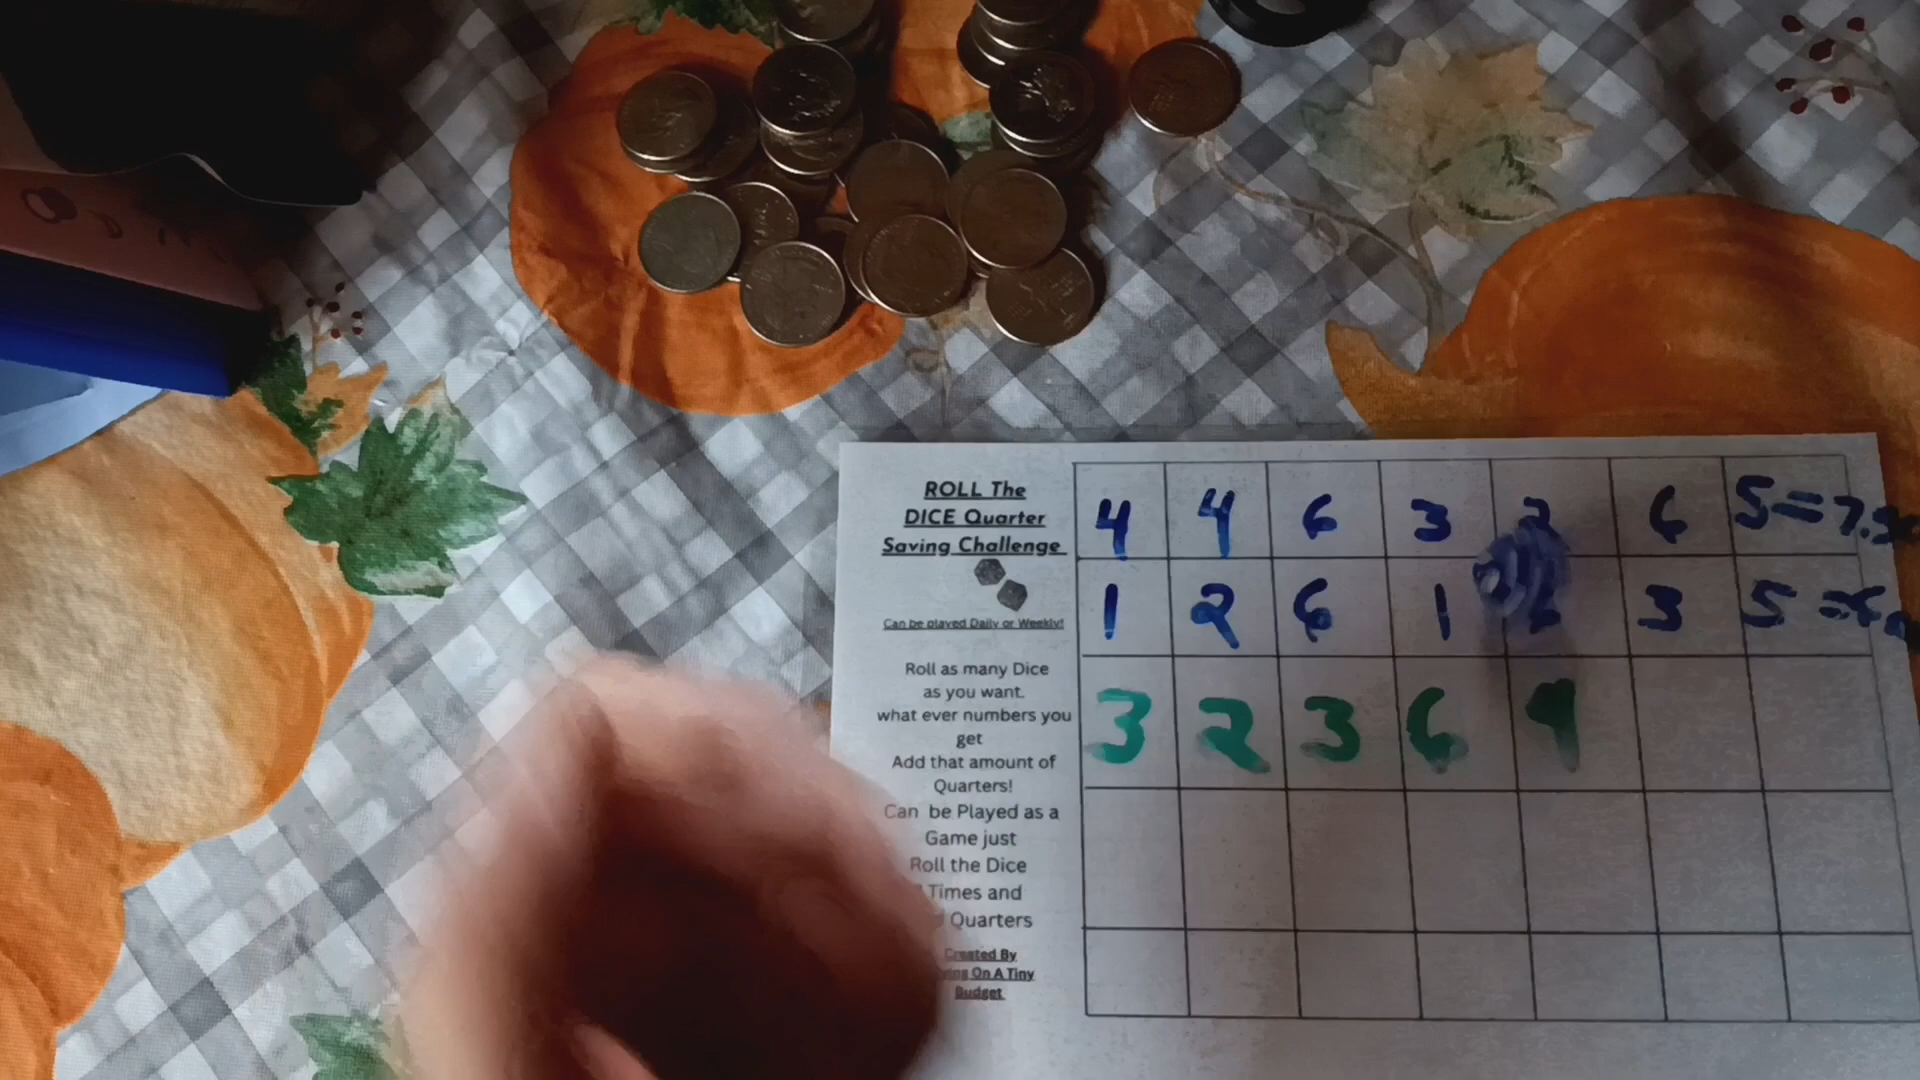 ROLL The
DICE Quarter
Saving Challenge
Can be played Daily or Weekly!
Roll as many Dice
as you want.
what ever numbers you
get
Add that amount of
Quarters!
Can be Played as a
Game just
Roll the Dice
Times and
Quarters
Created By
On A Tiny
Budget
4 4 6 3 6 5=
1 2 6 1 3 5 =
3 2 3 6 4